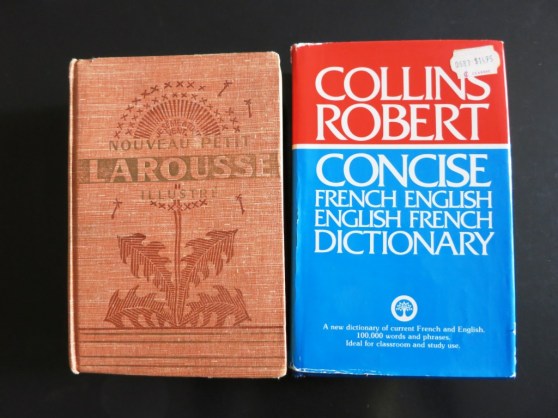 NOUVEAU PETIT
LAROUSSE
ILLUSTRÉ
COLLINS
ROBERT
CONCISE
FRENCH ENGLISH
ENGLISH FRENCH
DICTIONARY
A new dictionary of current French and English.
100,000 words and phrases.
Ideal for classroom and study use.